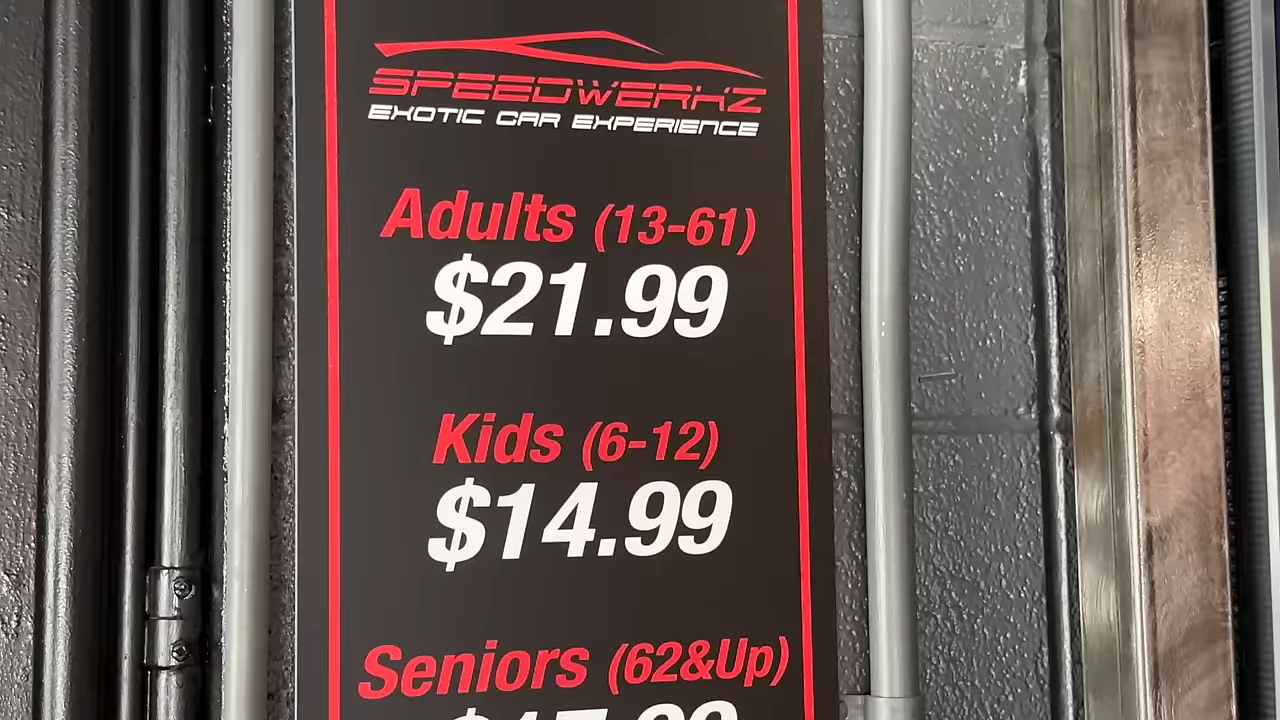 SPEEDWERKZ
EXOTIC CAR EXPERIENCE
Adults (13-61)
$21.99
Kids (6-12)
$14.99
Seniors (62&Up)